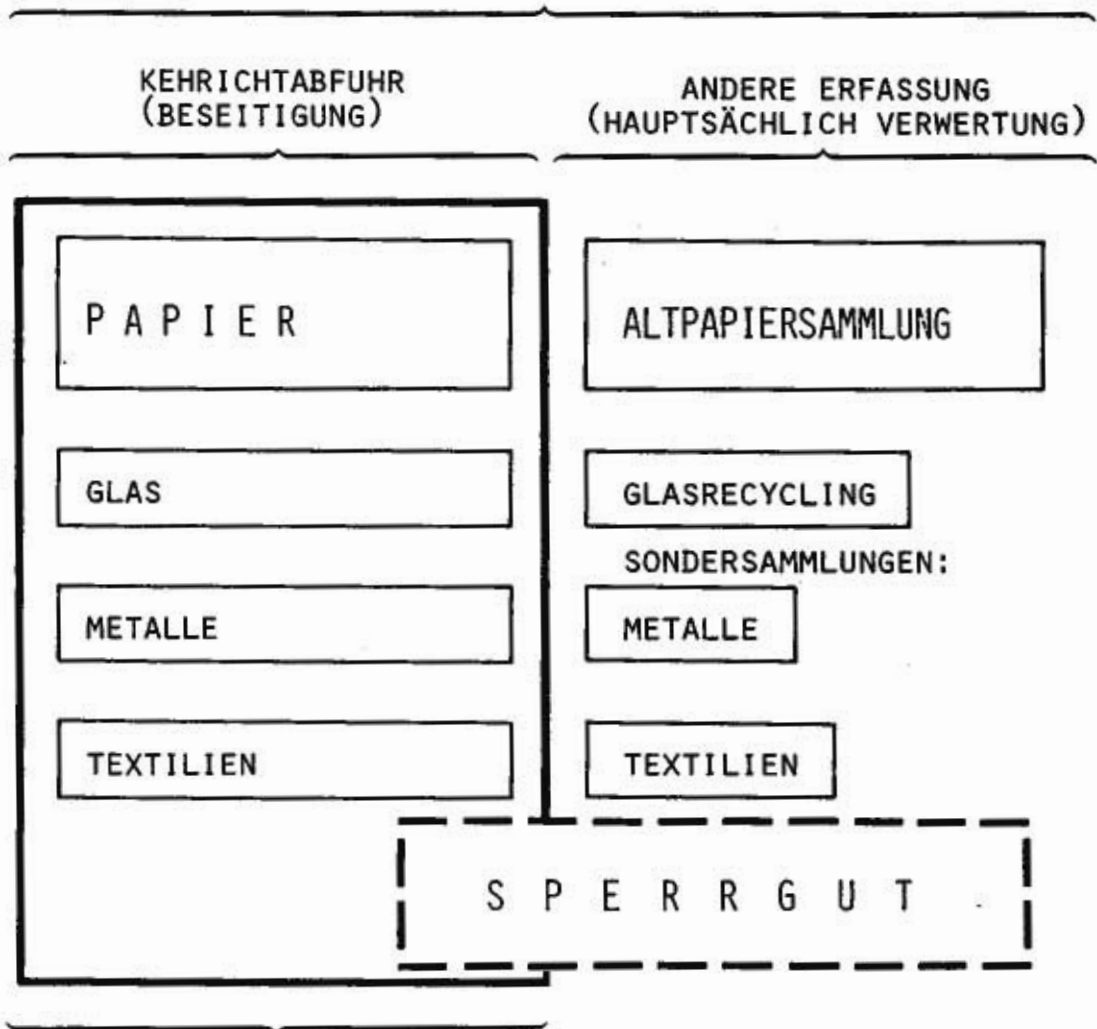 KEHRICHTABFUHR
(BESEITIGUNG)
ANDERE ERFASSUNG
(HAUPTSÄCHLICH VERWERTUNG)
PAPIER
ALTPAPIERSAMMLUNG
GLAS
GLASRECYCLING
SONDERSAMMLUNGEN:
METALLE
METALLE
TEXTILIEN
TEXTILIEN
SPERRGUT